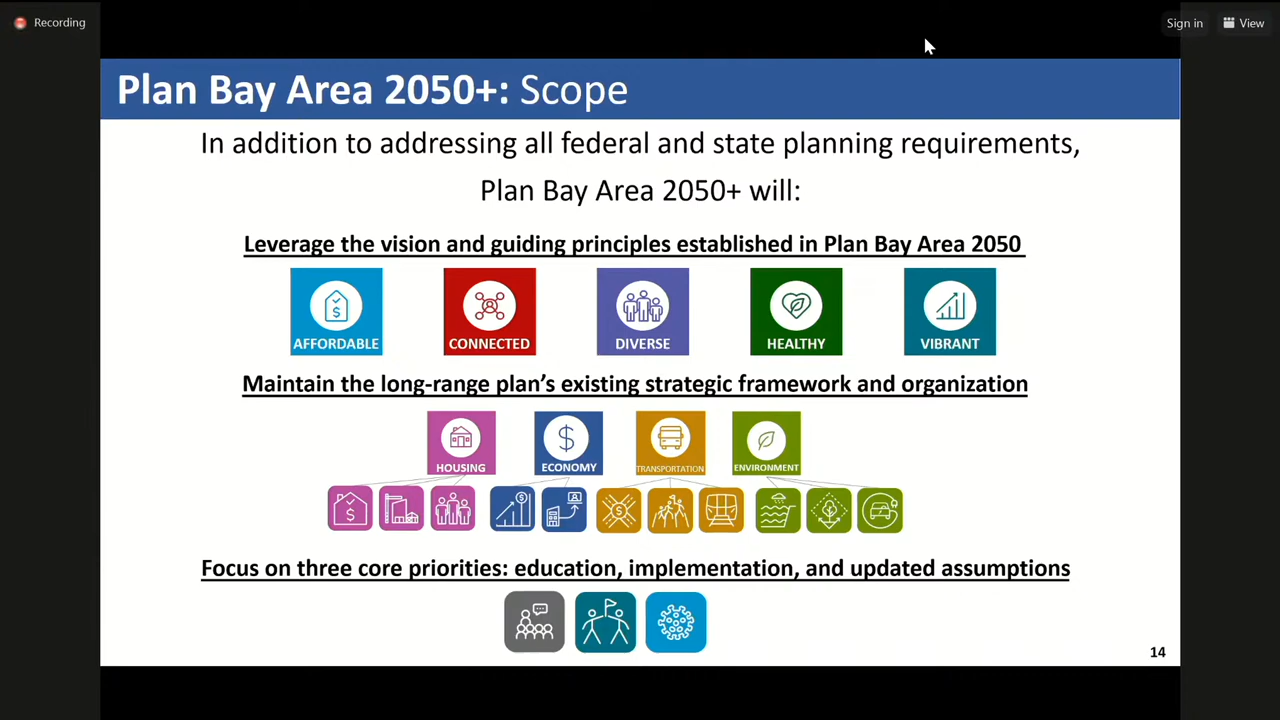 Recording
Sign in
View
Plan Bay Area 2050+: Scope
In addition to addressing all federal and state planning requirements,
Plan Bay Area 2050+ will:
Leverage the vision and guiding principles established in Plan Bay Area 2050
AFFORDABLE
CONNECTED
DIVERSE
HEALTHY
VIBRANT
Maintain the long-range plan’s existing strategic framework and organization
HOUSING
ECONOMY
TRANSPORTATION
ENVIRONMENT
Focus on three core priorities: education, implementation, and updated assumptions
14